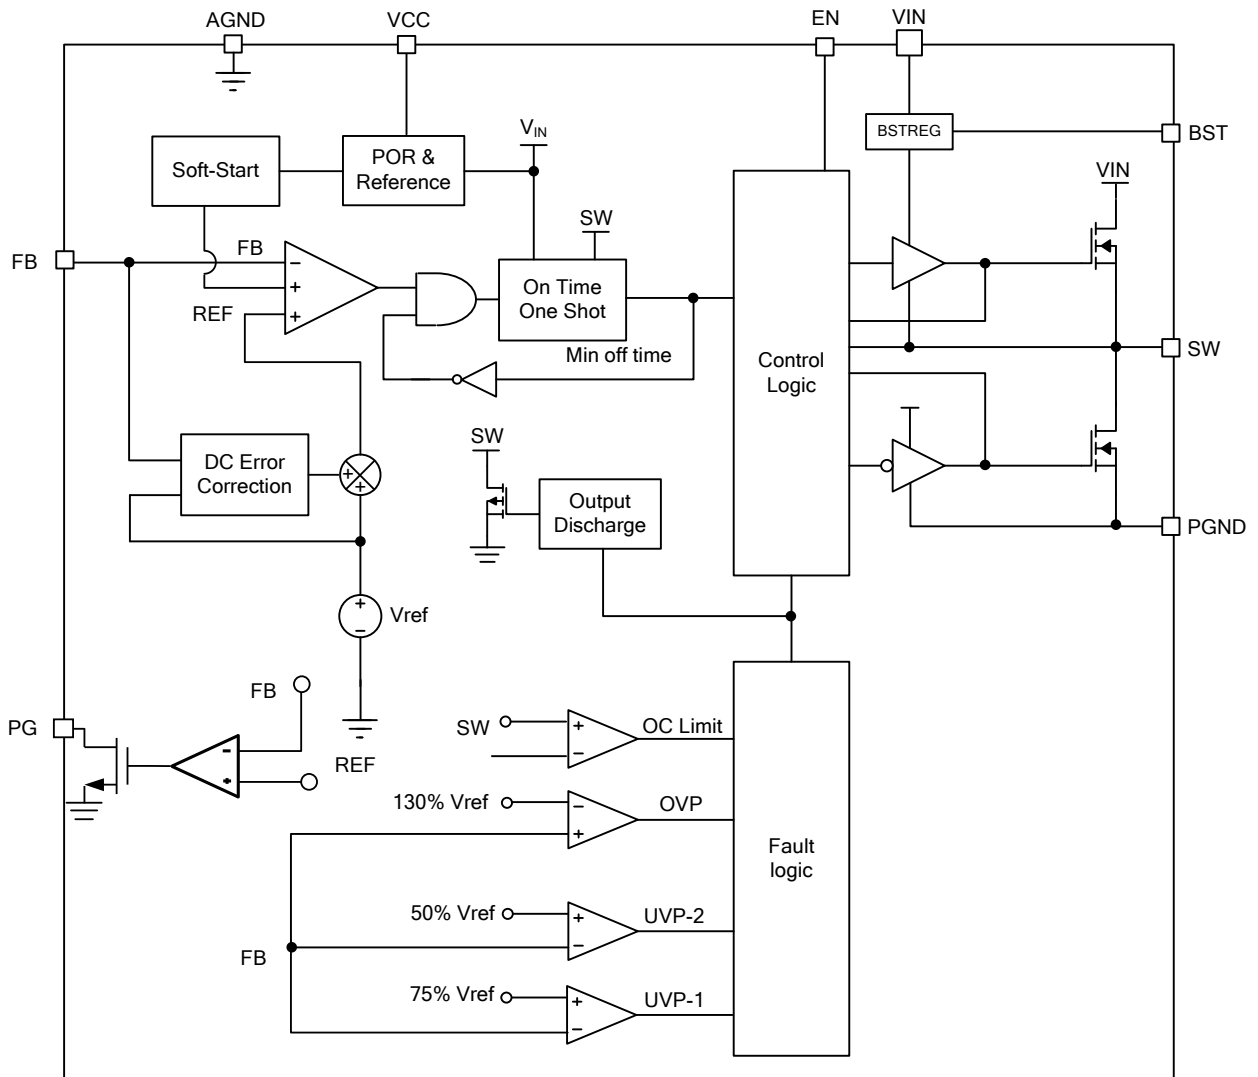 AGND
VCC
EN
VIN
BSTREG
BST
VIN
Soft-Start
POR &
Reference
VIN
SW
FB
FB
REF
−
+
+
On Time
One Shot
Min off time
Control
Logic
SW
DC Error
Correction
+
+
SW
Output
Discharge
PGND
+
−
Vref
FB
PG
-
+
REF
SW
+
−
OC Limit
130% Vref
−
+
OVP
Fault
logic
50% Vref
+
−
UVP-2
FB
75% Vref
+
−
UVP-1